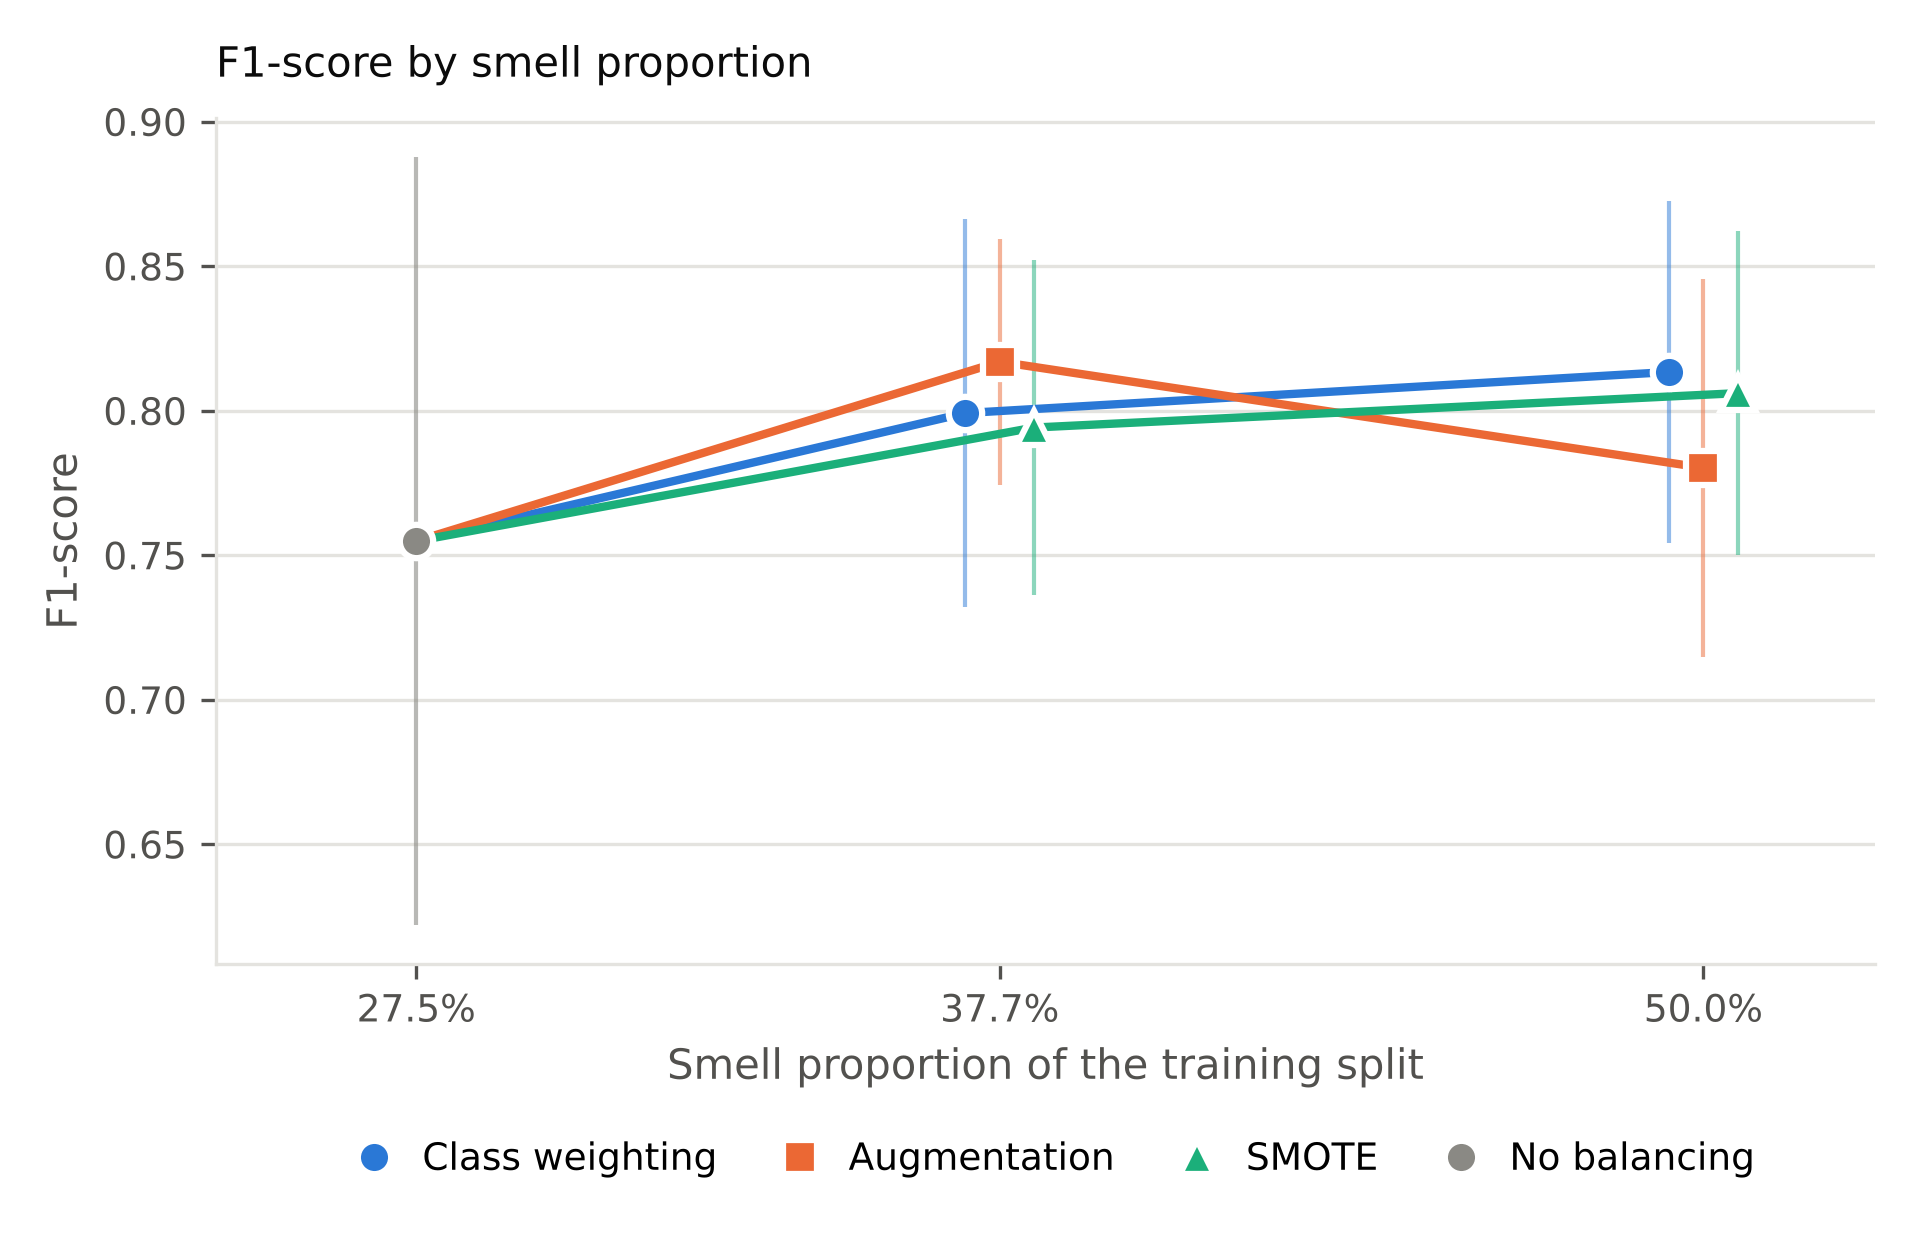 F1-score by smell proportion
0.90
0.85
0.80
0.75
0.70
0.65
F1-score
27.5% 37.7% 50.0%
Smell proportion of the training split
Class weighting Augmentation SMOTE No balancing